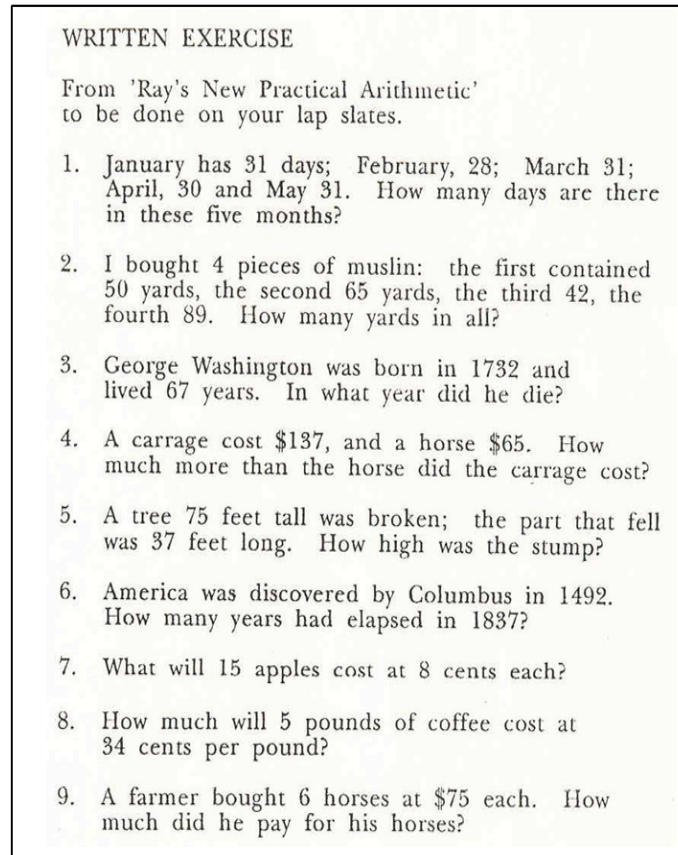 WRITTEN EXERCISE
From 'Ray's New Practical Arithmetic'
to be done on your lap slates.
1. January has 31 days; February, 28; March 31;
April, 30 and May 31. How many days are there
in these five months?
2. I bought 4 pieces of muslin: the first contained
50 yards, the second 65 yards, the third 42, the
fourth 89. How many yards in all?
3. George Washington was born in 1732 and
lived 67 years. In what year did he die?
4. A carrage cost $137, and a horse $65. How
much more than the horse did the carrage cost?
5. A tree 75 feet tall was broken; the part that fell
was 37 feet long. How high was the stump?
6. America was discovered by Columbus in 1492.
How many years had elapsed in 1837?
7. What will 15 apples cost at 8 cents each?
8. How much will 5 pounds of coffee cost at
34 cents per pound?
9. A farmer bought 6 horses at $75 each. How
much did he pay for his horses?